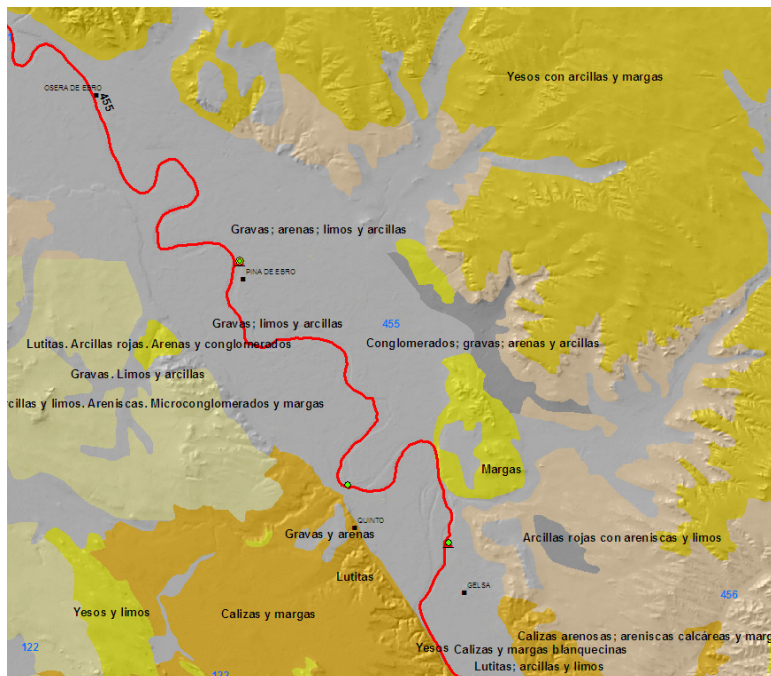 Yesos con arcillas y margas
OSERA DE EBRO
455
Gravas; arenas; limos y arcillas
PINA DE EBRO
Gravas; limos y arcillas
455
Lutitas. Arcillas rojas. Arenas y conglomerados
Conglomerados; gravas; arenas y arcillas
Gravas. Limos y arcillas
y limos. Areniscas. Microconglomerados y margas
Margas
QUINTO
Gravas y arenas
Arcillas rojas con areniscas y limos
Lutitas
GELSA
456
Yesos y limos
Calizas y margas
Calizas arenosas; areniscas calcáreas y
122
Yesos
Calizas y margas blanquecinas
Lutitas; arcillas y limos